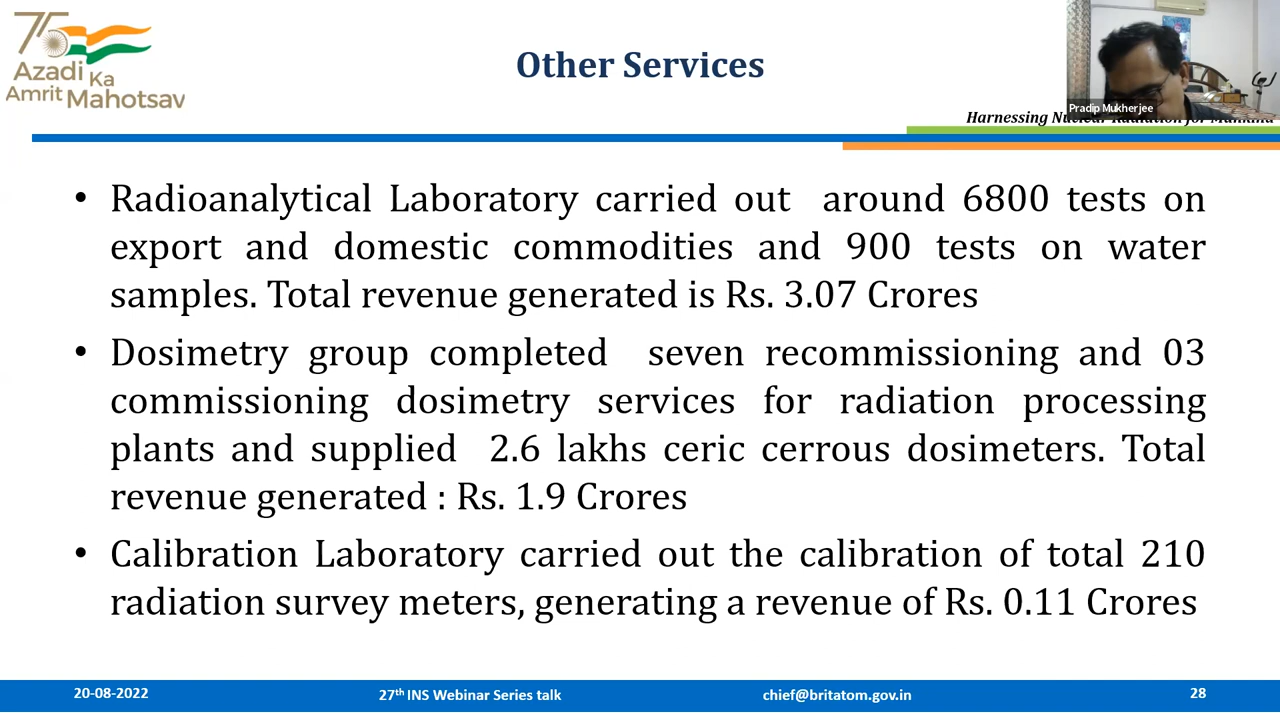 75
Azadi Ka
Amrit Mahotsav
Other Services
Pradip Mukherjee
Harnessing Nuclear Radiation for Mankind
• Radioanalytical Laboratory carried out around 6800 tests on
export and domestic commodities and 900 tests on water
samples. Total revenue generated is Rs. 3.07 Crores
• Dosimetry group completed seven recommissioning and 03
commissioning dosimetry services for radiation processing
plants and supplied 2.6 lakhs ceric cerrous dosimeters. Total
revenue generated : Rs. 1.9 Crores
• Calibration Laboratory carried out the calibration of total 210
radiation survey meters, generating a revenue of Rs. 0.11 Crores
20-08-2022
27th INS Webinar Series talk
chief@britatom.gov.in
28